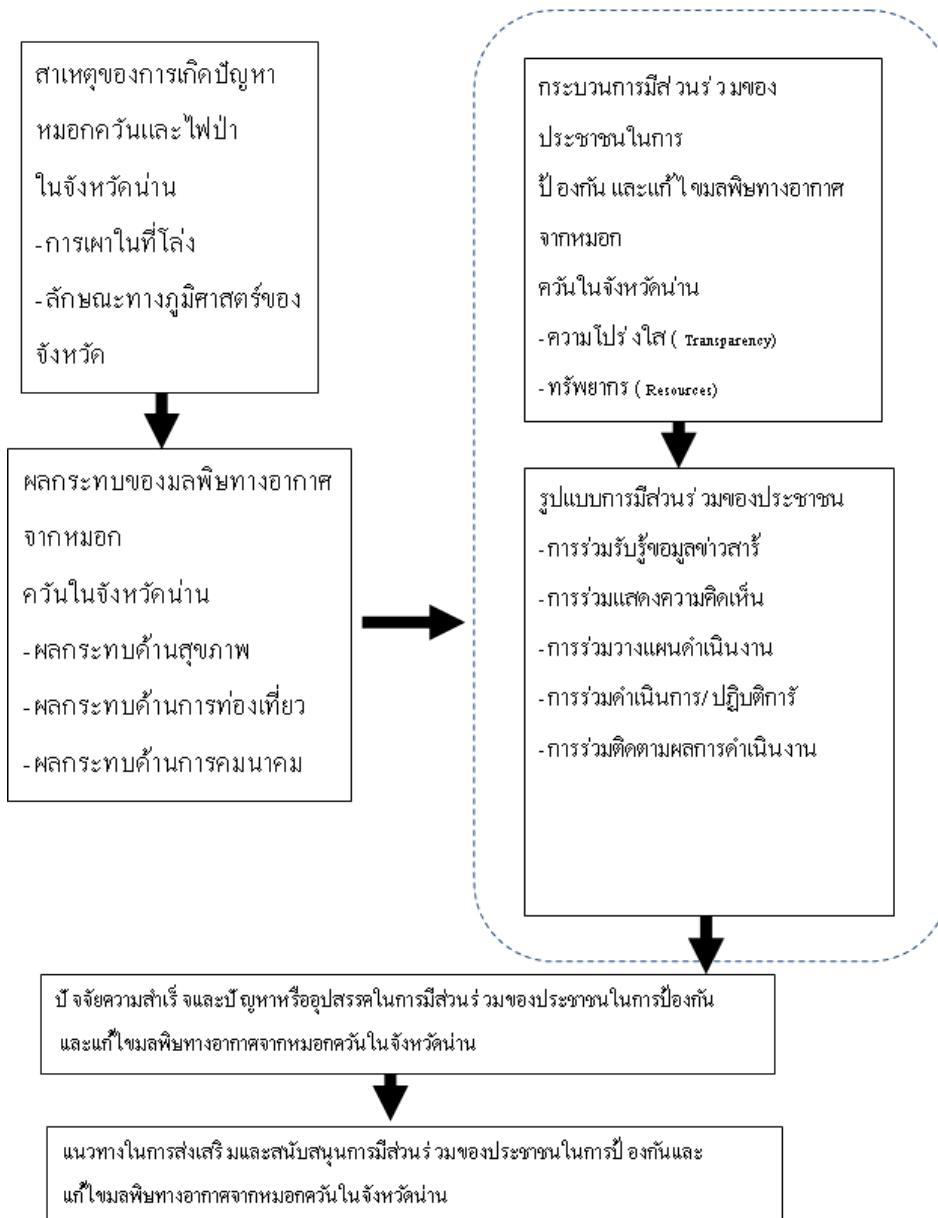 สาเหตุของการเกิดปัญหา
หมอกควันและไฟป่า
ในจังหวัดน่าน
-การเผาในที่โล่ง
-ลักษณะทางภูมิศาสตร์ของ
จังหวัด
ผลกระทบของมลพิษทางอากาศ
จากหมอก
ควันในจังหวัดน่าน
-ผลกระทบด้านสุขภาพ
-ผลกระทบด้านการท่องเที่ยว
-ผลกระทบด้านการคมนาคม
กระบวนการมีส่วนร่วมของ
ประชาชนในการ
ป้องกัน และแก้ไขมลพิษทางอากาศ
จากหมอก
ควันในจังหวัดน่าน
-ความโปร่งใส ( Transparency)
-ทรัพยากร ( Resources)
รูปแบบการมีส่วนร่วมของประชาชน
-การร่วมรับรู้ขอมูลข่าวสาร้
-การร่วมแสดงความคิดเห็น
-การร่วมวางแผนดำเนินงาน
-การร่วมดำเนินการ/ ปฏิบติการั
-การร่วมติดตามผลการดำเนินงาน
ปัจจัยความสำเร็จและปัญหาหรืออุปสรรคในการมีส่วนร่วมของประชาชนในการป้องกัน
และแก้ไขมลพิษทางอากาศจากหมอกควันในจังหวัดน่าน
แนวทางในการส่งเสริมและสนับสนุนการมีส่วนร่วมของประชาชนในการป้องกันและ
แก้ไขมลพิษทางอากาศจากหมอกควันในจังหวัดน่าน